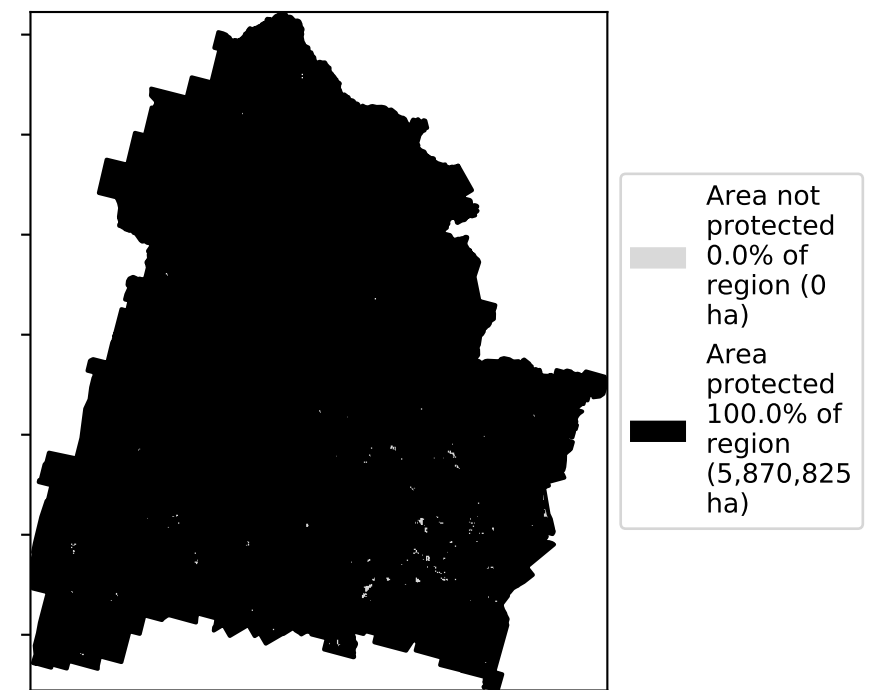 Area not
protected
0.0% of
region (0
ha)
Area
protected
100.0% of
region
(5,870,825
ha)